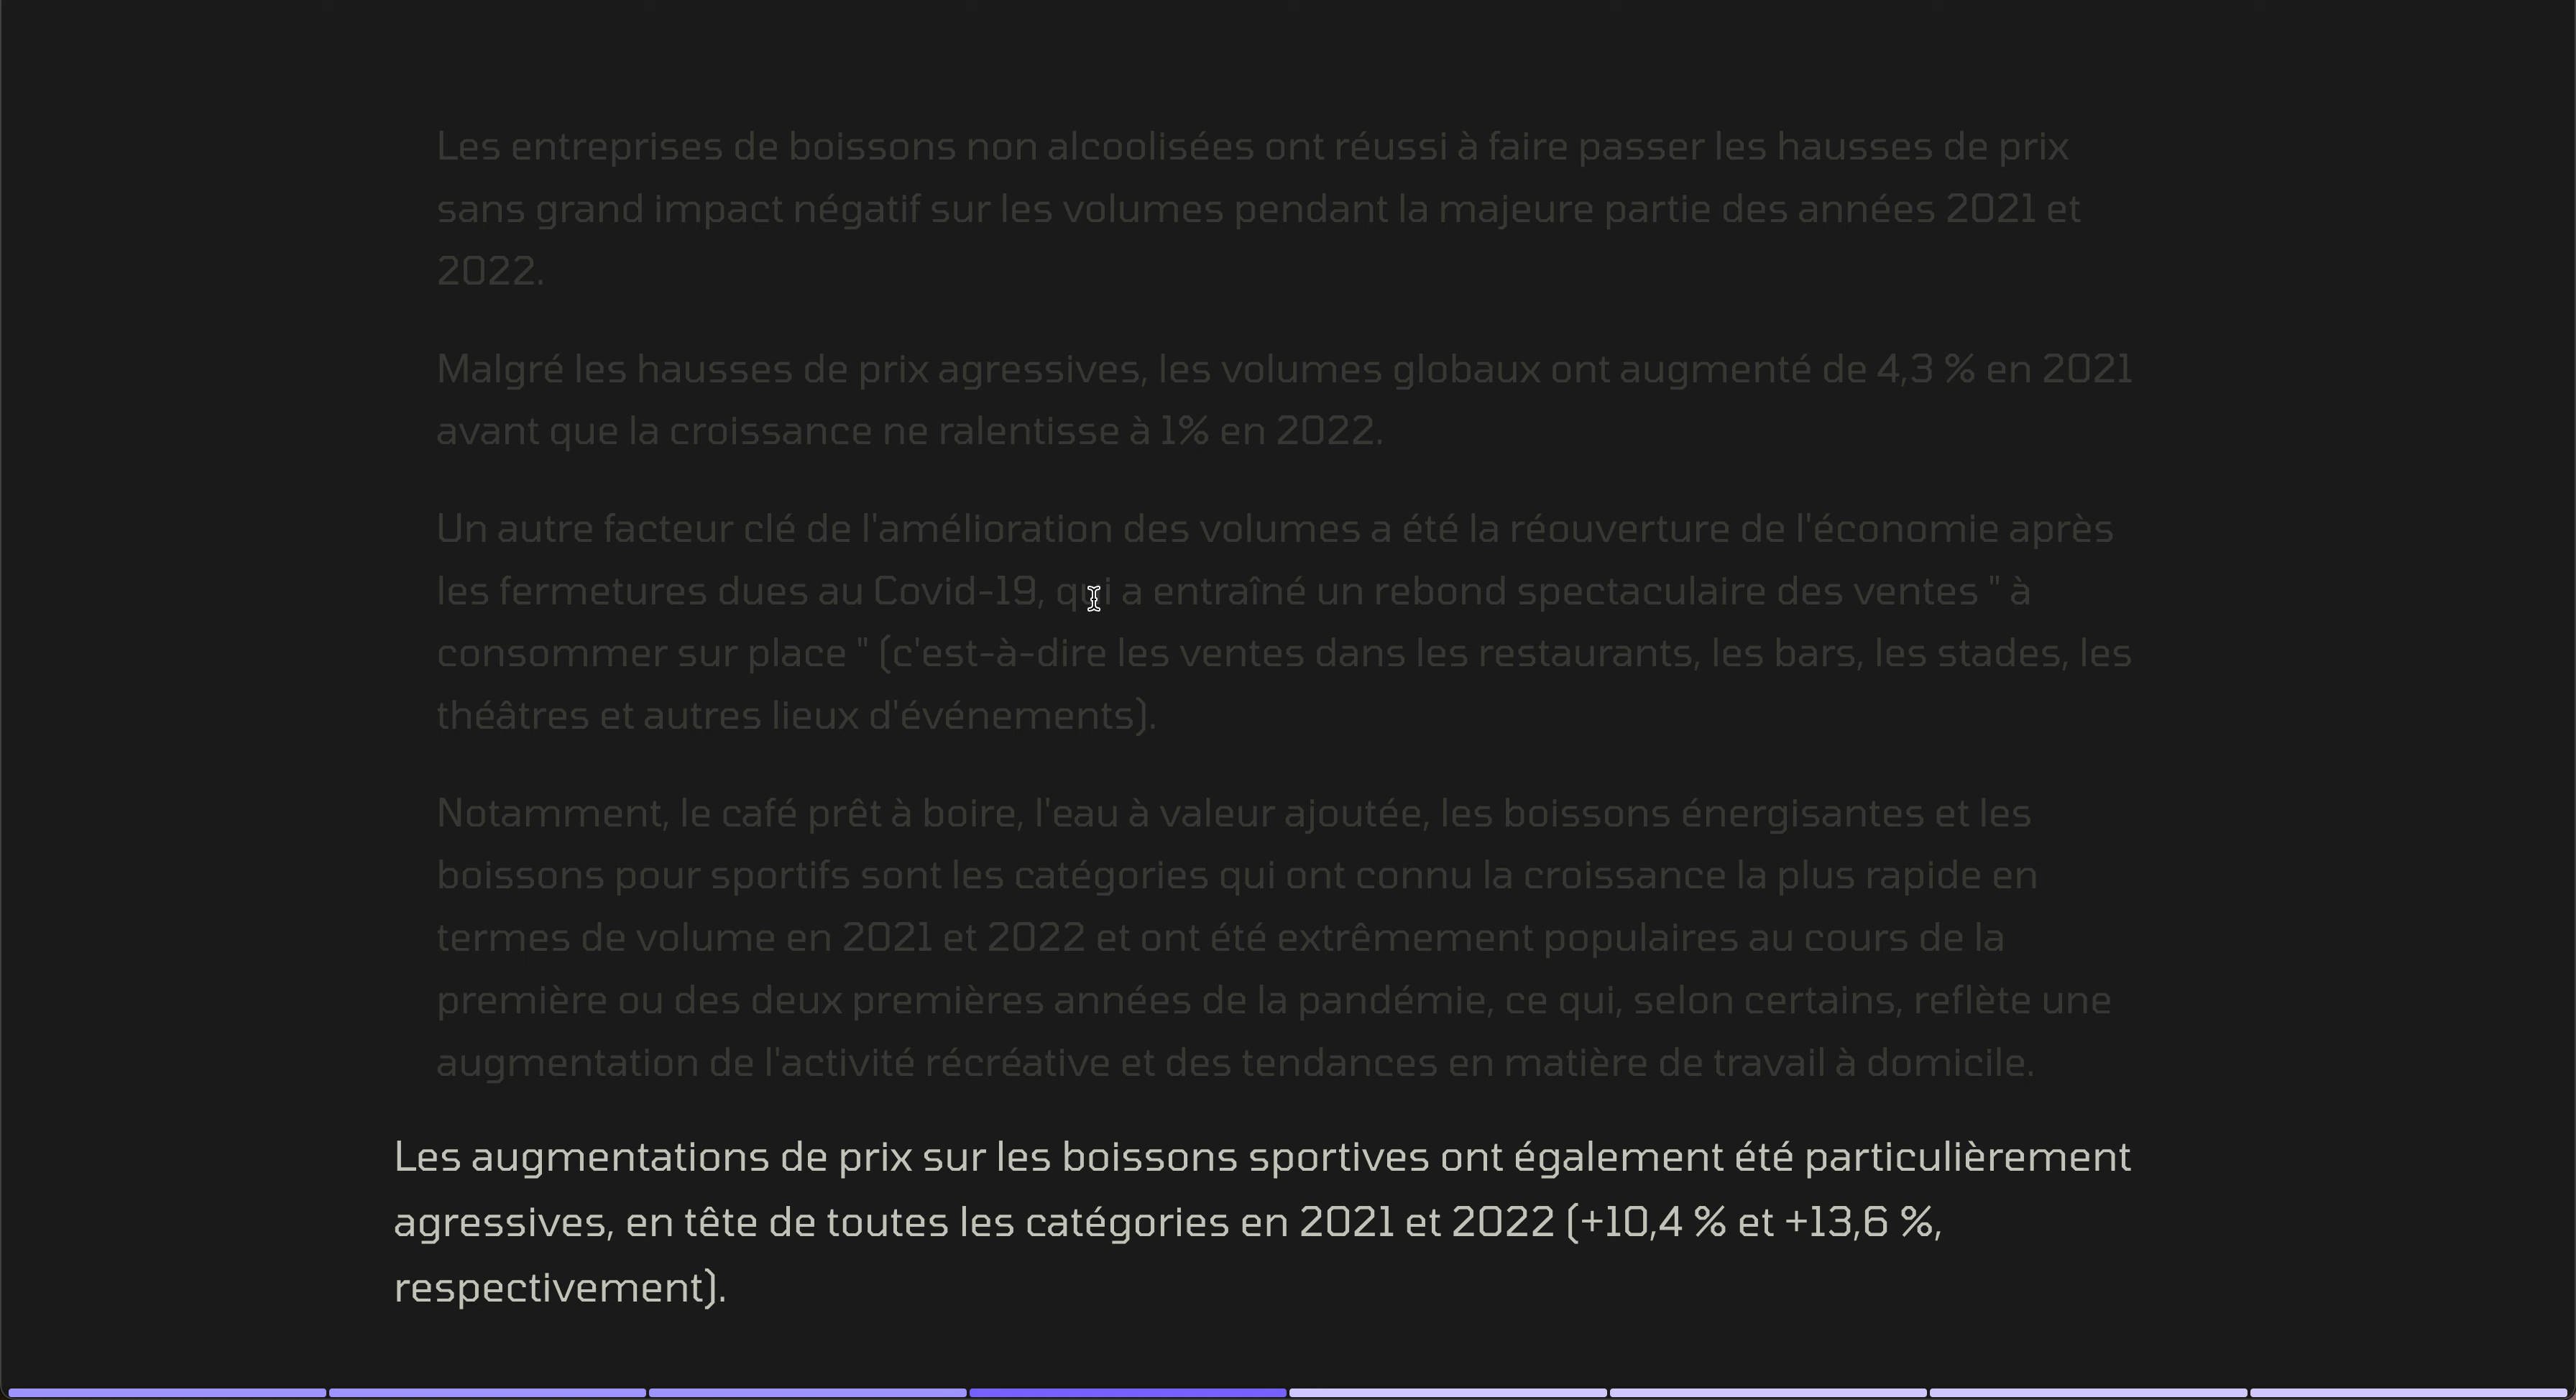 Les entreprises de boissons non alcoolisées ont réussi à faire passer les hausses de prix
sans grand impact négatif sur les volumes pendant la majeure partie des années 2021 et
2022.
Malgré les hausses de prix agressives, les volumes globaux ont augmenté de 4,3 % en 2021
avant que la croissance ne ralentisse à 1% en 2022.
Un autre facteur clé de l'amélioration des volumes a été la réouverture de l'économie après
les fermetures dues au Covid-19, qui a entraîné un rebond spectaculaire des ventes " à
consommer sur place " (c'est-à-dire les ventes dans les restaurants, les bars, les stades, les
théâtres et autres lieux d'événements).
Notamment, le café prêt à boire, l'eau à valeur ajoutée, les boissons énergisantes et les
boissons pour sportifs sont les catégories qui ont connu la croissance la plus rapide en
termes de volume en 2021 et 2022 et ont été extrêmement populaires au cours de la
première ou des deux premières années de la pandémie, ce qui, selon certains, reflète une
augmentation de l'activité récréative et des tendances en matière de travail à domicile.
Les augmentations de prix sur les boissons sportives ont également été particulièrement
agressives, en tête de toutes les catégories en 2021 et 2022 (+10,4 % et +13,6 %,
respectivement).